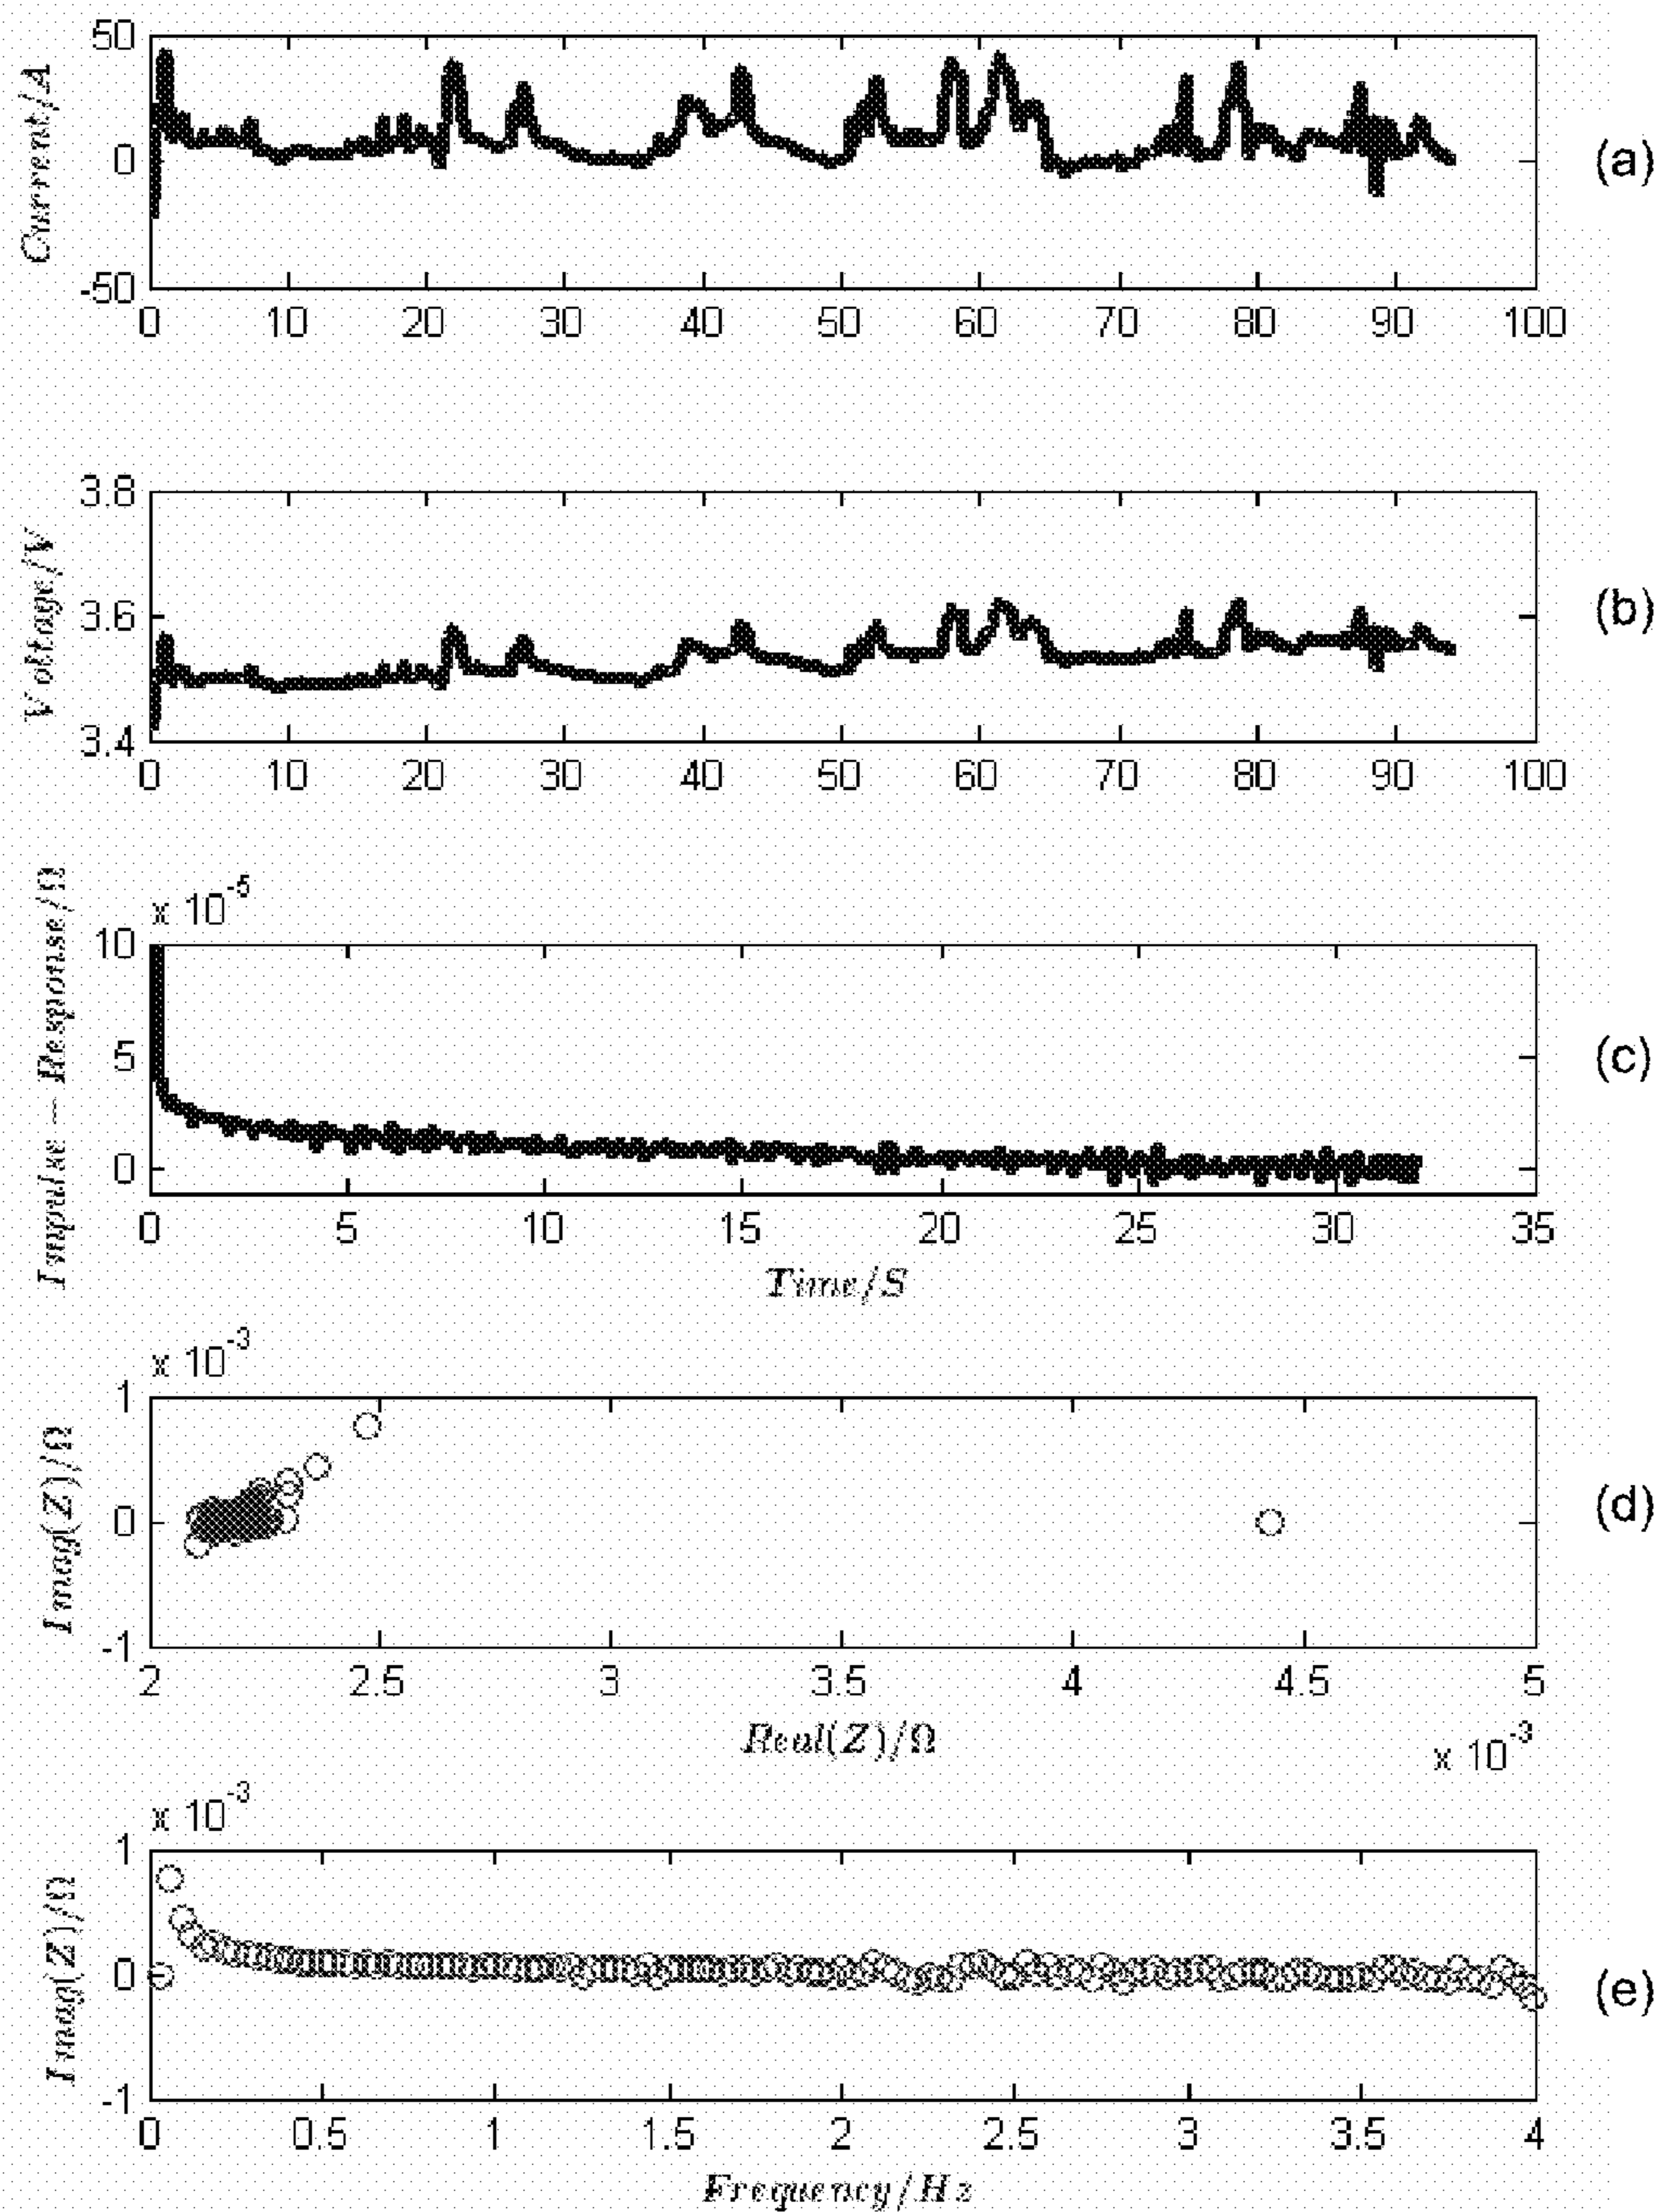 50
0
-50
Current/A
(a)
0 10 20 30 40 50 60 70 80 90 100
3.8
3.6
3.4
Voltage/V
(b)
0 10 20 30 40 50 60 70 80 90 100
x 10-5
10
5
0
Impulse - Response/Ω
(c)
0 5 10 15 20 25 30 35
Time/S
x 10-3
1
0
-1
Imag(Z)/Ω
(d)
2 2.5 3 3.5 4 4.5 5
Real(Z)/Ω
x 10-3
x 10-3
1
0
-1
Imag(Z)/Ω
(e)
0 0.5 1 1.5 2 2.5 3 3.5 4
Frequency/Hz